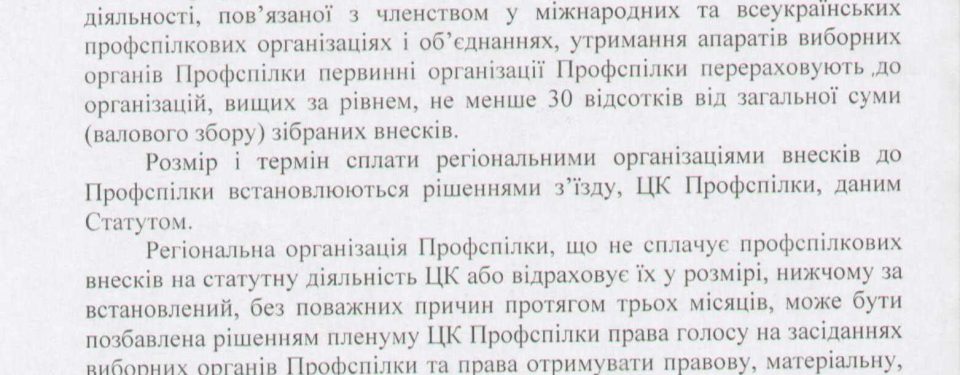 діяльності, пов’язаної з членством у міжнародних та всеукраїнських
профспілкових організаціях і об’єднаннях, утримання апаратів виборних
органів Профспілки первинні організації Профспілки перераховують ,до
організацій, вищих за рівнем, не менше 30 відсотків від загальної суми
(валового збору) зібраних внесків.
Розмір і термін сплати регіональними організаціями внесків до
Профспілки встановлюються рішеннями з’їзду, ЦК Профспілки, даним
Статутом.
Регіональна організація Профспілки, що не сплачує профспілкових
внесків на статутну діяльність ЦК або відраховує їх у розмірі, нижчому за
встановлений, без поважних причин протягом трьох місяців, може бути
позбавлена рішенням пленуму ЦК Профспілки права голосу на засіданнях
виборних органів Профспілки та права отримувати правову, матеріальну,